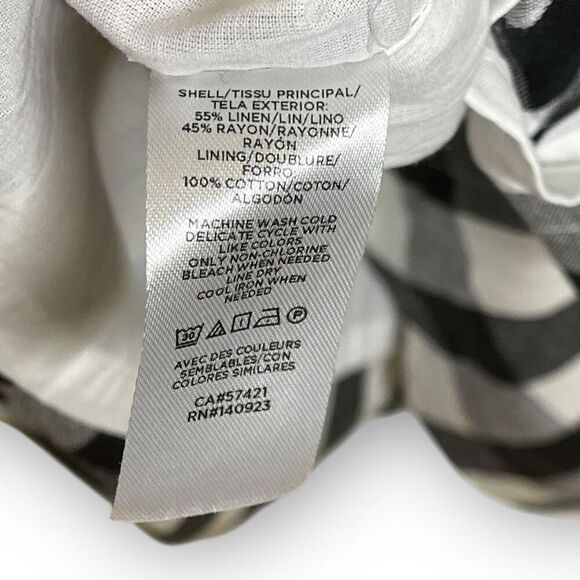 SHELL/TISSU PRINCIPAL/
TELA EXTERIOR:
55% LINEN/LIN/LINO
45% RAYON/RAYONNE/
RAYÓN
LINING/DOUBLURE/
FORRO
100% COTTON/COTON/
ALGODÓN
MACHINE WASH COLD
DELICATE CYCLE WITH
LIKE COLORS
ONLY NON-CHLORINE
BLEACH WHEN NEEDED
LINE DRY
COOL IRON WHEN
NEEDED
30 P
AVEC DES COULEURS
SEMBLABLES/CON
COLORES SIMILARES
CA#57421
RN#140923